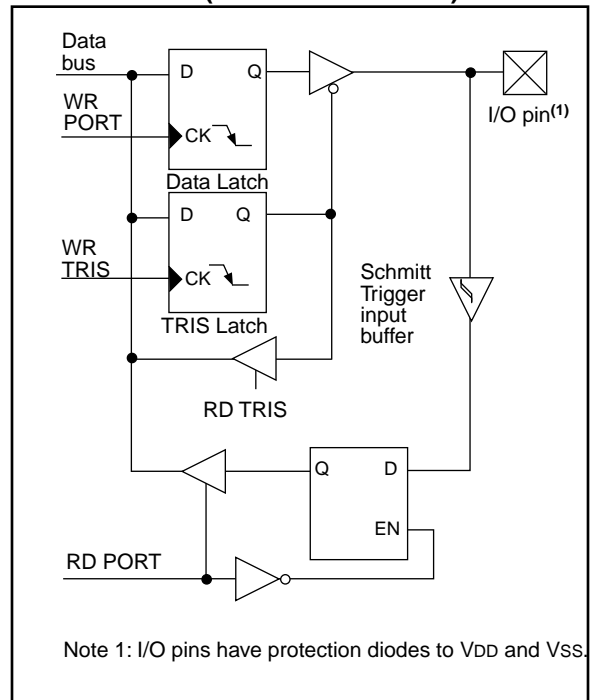 Data
bus
D
Q
WR
PORT
CK
I/O pin(1)
Data Latch
D
Q
WR
TRIS
CK
Schmitt
Trigger
input
buffer
TRIS Latch
RD TRIS
Q
D
EN
RD PORT
Note 1: I/O pins have protection diodes to VDD and VSS.